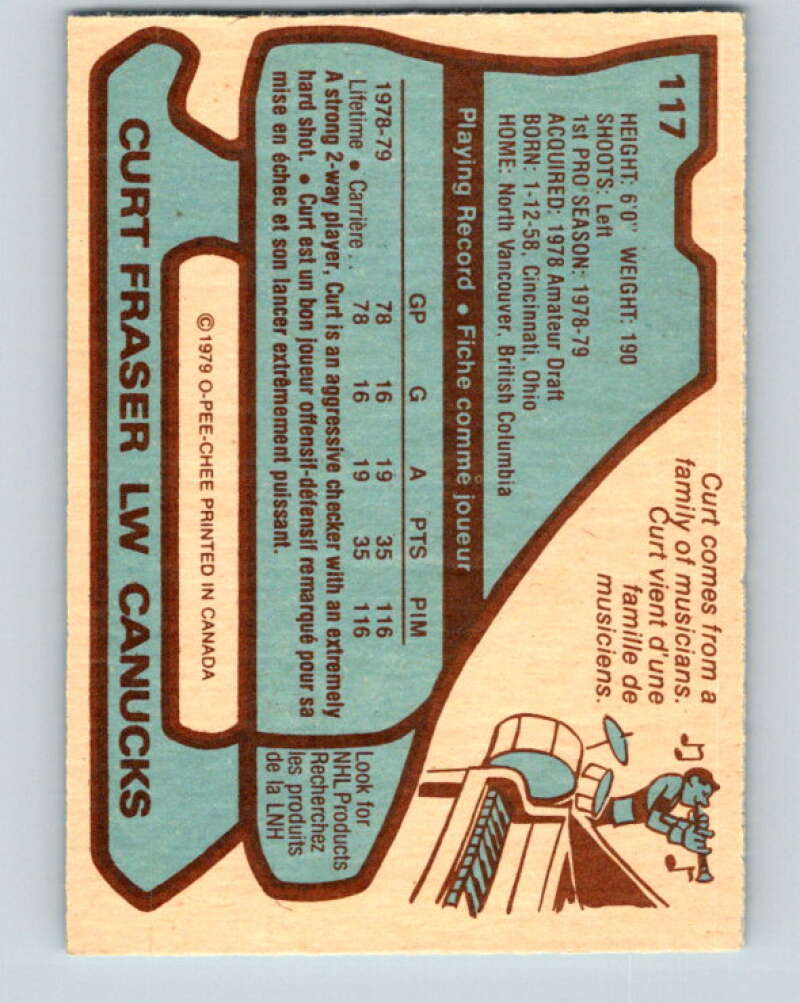 117
HEIGHT: 6'0" WEIGHT: 190
SHOOTS: Left
1st PRO SEASON: 1978-79
ACQUIRED: 1978 Amateur Draft
BORN: 1-12-58, Cincinnati, Ohio
HOME: North Vancouver, British Columbia
Curt comes from a
family of musicians.
Curt vient d'une
famille de
musiciens.
Playing Record • Fiche comme joueur
GP G A PTS PIM
1978-79 78 16 19 35 116
Lifetime • Carrière .. 78 16 19 35 116
A strong 2-way player, Curt is an aggressive checker with an extremely
hard shot. • Curt est un bon joueur offensif-défensif remarqué pour sa
mise en échec et son lancer extrêmement puissant.
Look for
NHL Products
Recherchez
les produits
de la LNH
© 1979 O-PEE-CHEE PRINTED IN CANADA
CURT FRASER LW CANUCKS